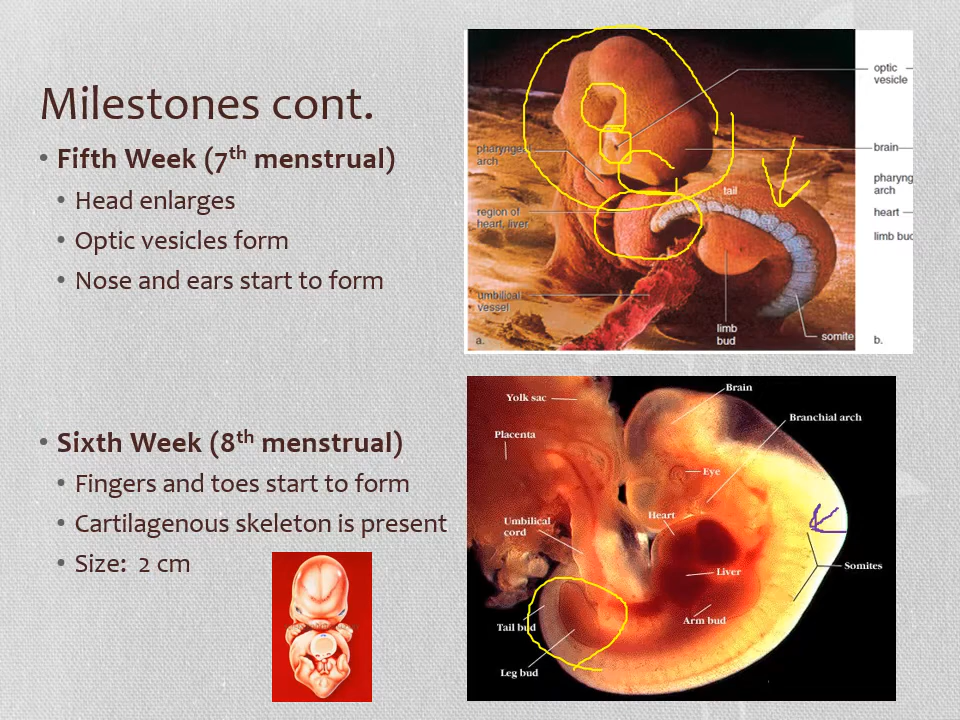 Milestones cont.
• Fifth Week (7th menstrual)
• Head enlarges
• Optic vesicles form
• Nose and ears start to form
• Sixth Week (8th menstrual)
• Fingers and toes start to form
• Cartilagenous skeleton is present
• Size: 2 cm
optic
vesicle
pharyngeal
arch
brain
pharyng
arch
tail
region of
heart, liver
heart
limb buc
umbilical
vessel
limb
bud
somite
a.
b.
Brain
Yolk sac
Branchial arch
Placenta
Eye
Heart
Umbilical
cord
Somites
Liver
Arm bud
Tail bud
Leg bud